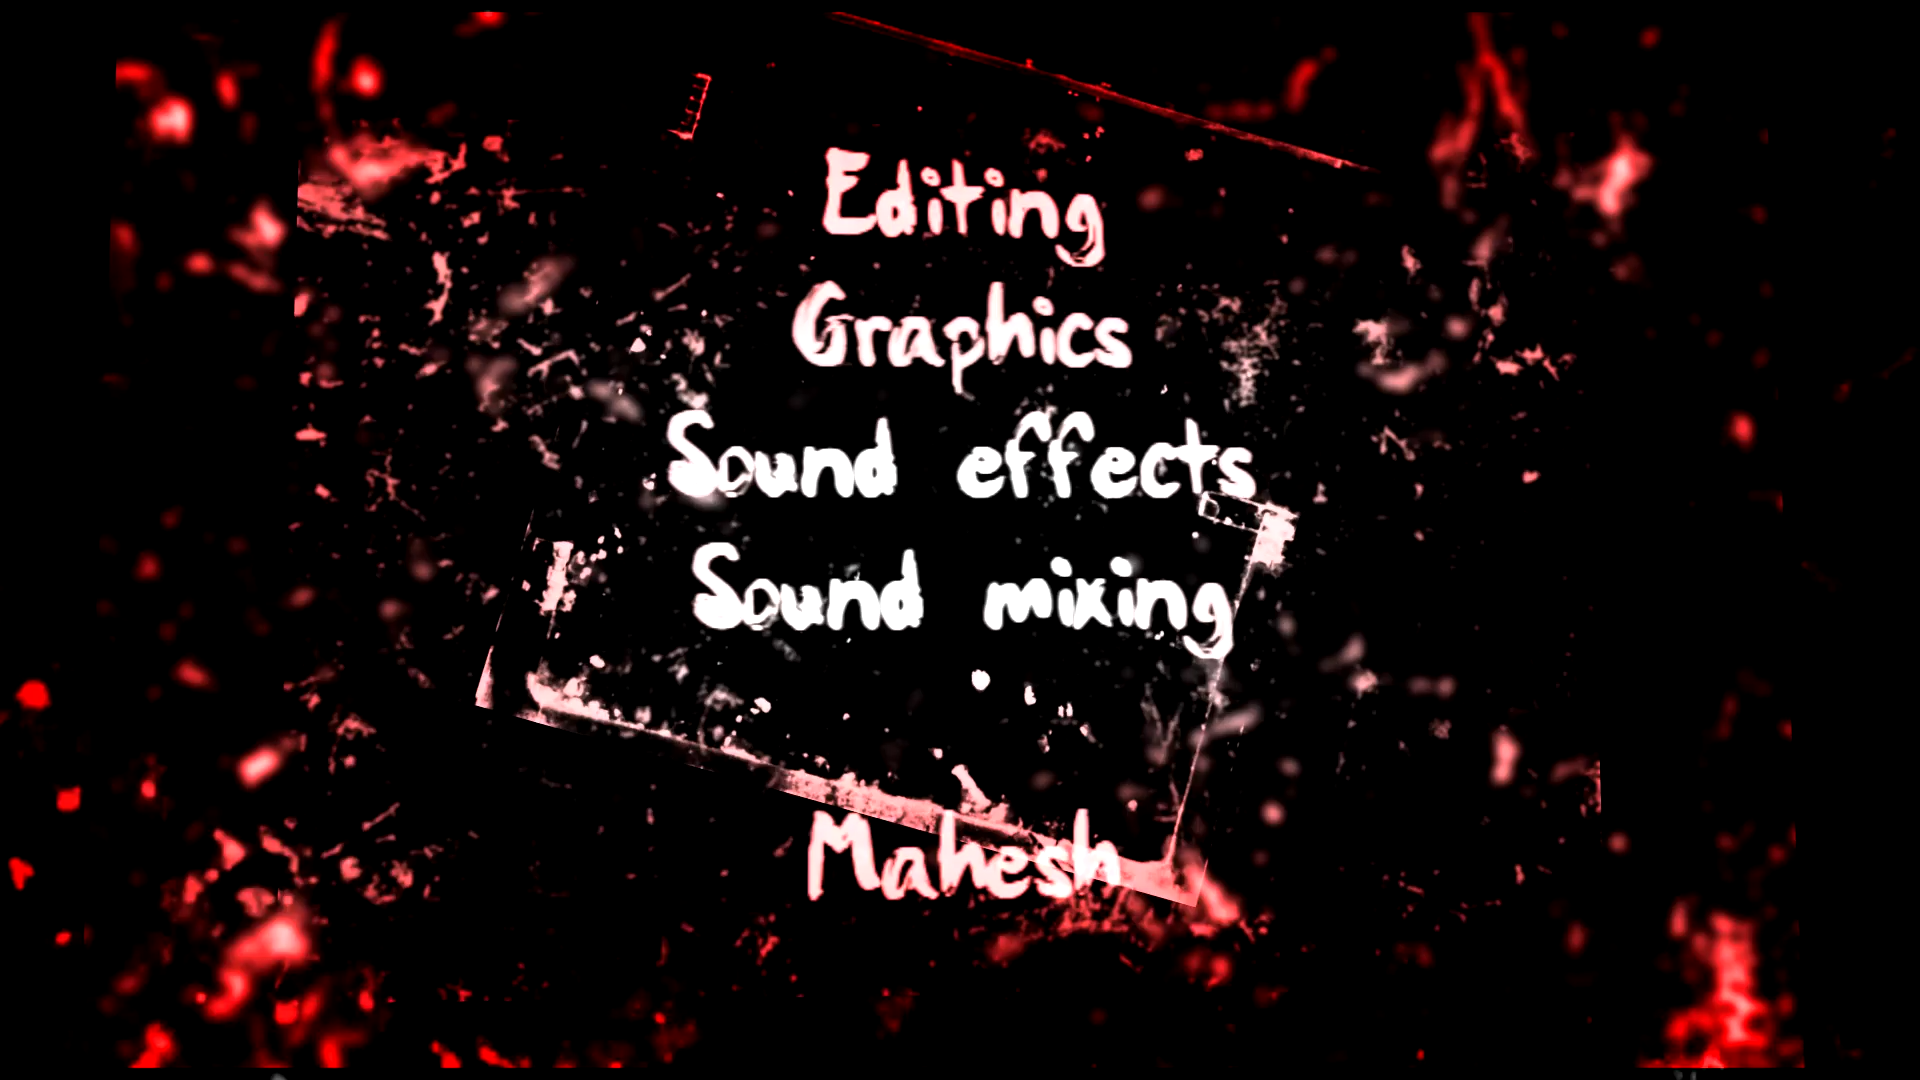 Editing
Graphics
Sound effects
Sound mixing
Mahesh